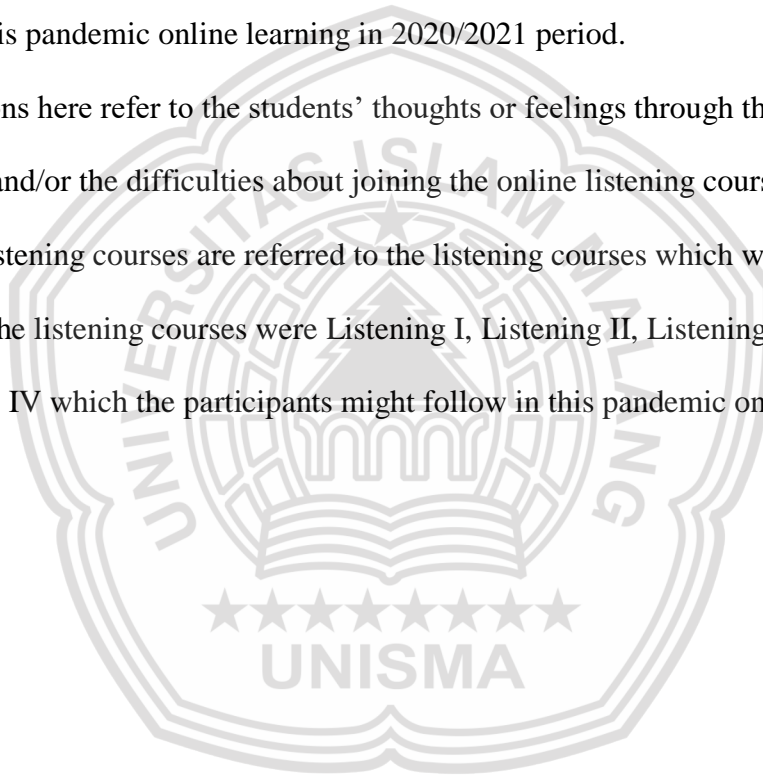 is pandemic online learning in 2020/2021 period.
ons here refer to the students’ thoughts or feelings through th
and/or the difficulties about joining the online listening cours
stening courses are referred to the listening courses which w
he listening courses were Listening I, Listening II, Listening
IV which the participants might follow in this pandemic on
UNIVERSITAS ISLAM MALANG
UNISMA